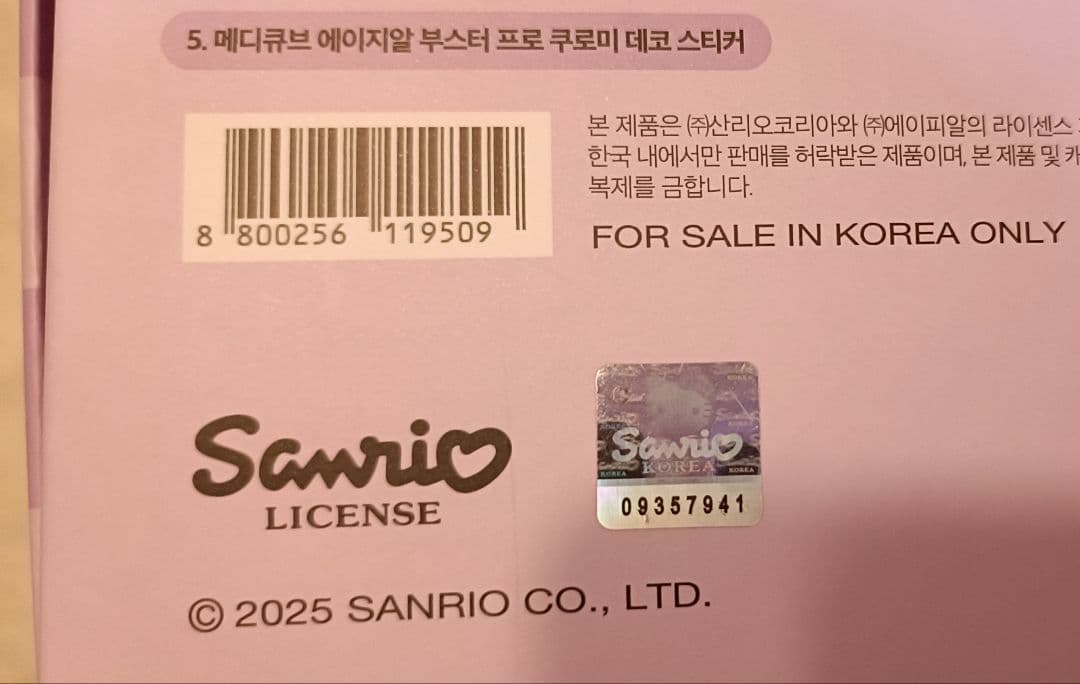 5. 메디큐브 에이지알 부스터 프로 쿠로미 데코 스티커
본 제품은 ㈜산리오코리아와 ㈜에이피알의 라이센스
한국 내에서만 판매를 허락받은 제품이며, 본 제품 및 캐
복제를 금합니다.
8 800256 119509
FOR SALE IN KOREA ONLY
Sanrio
LICENSE
Sanrio
KOREA
KOREA
KOREA
09357941
© 2025 SANRIO CO., LTD.